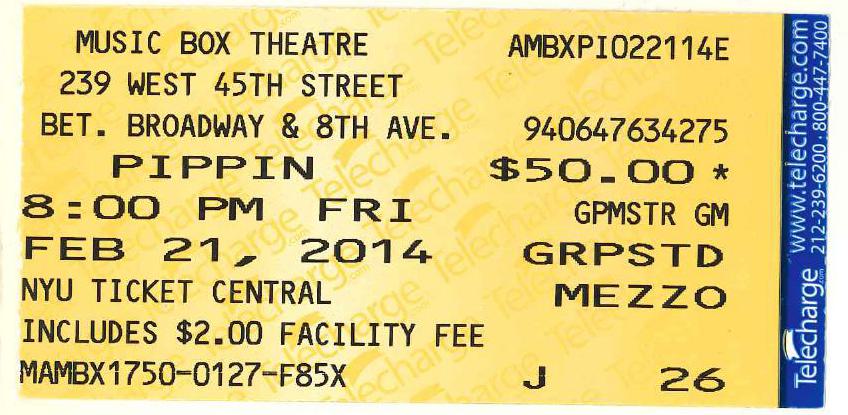 MUSIC BOX THEATRE AMBXPIO22114E
239 WEST 45TH STREET
BET. BROADWAY & 8TH AVE. 940647634275
PIPPIN $50.00 *
8:00 PM FRI GPMSTR GM
FEB 21, 2014 GRPSTD
NYU TICKET CENTRAL MEZZO
INCLUDES $2.00 FACILITY FEE
MAMBX1750-0127-F85X J 26
Telecharge.com www.telecharge.com
212-239-6200 · 800-447-7400